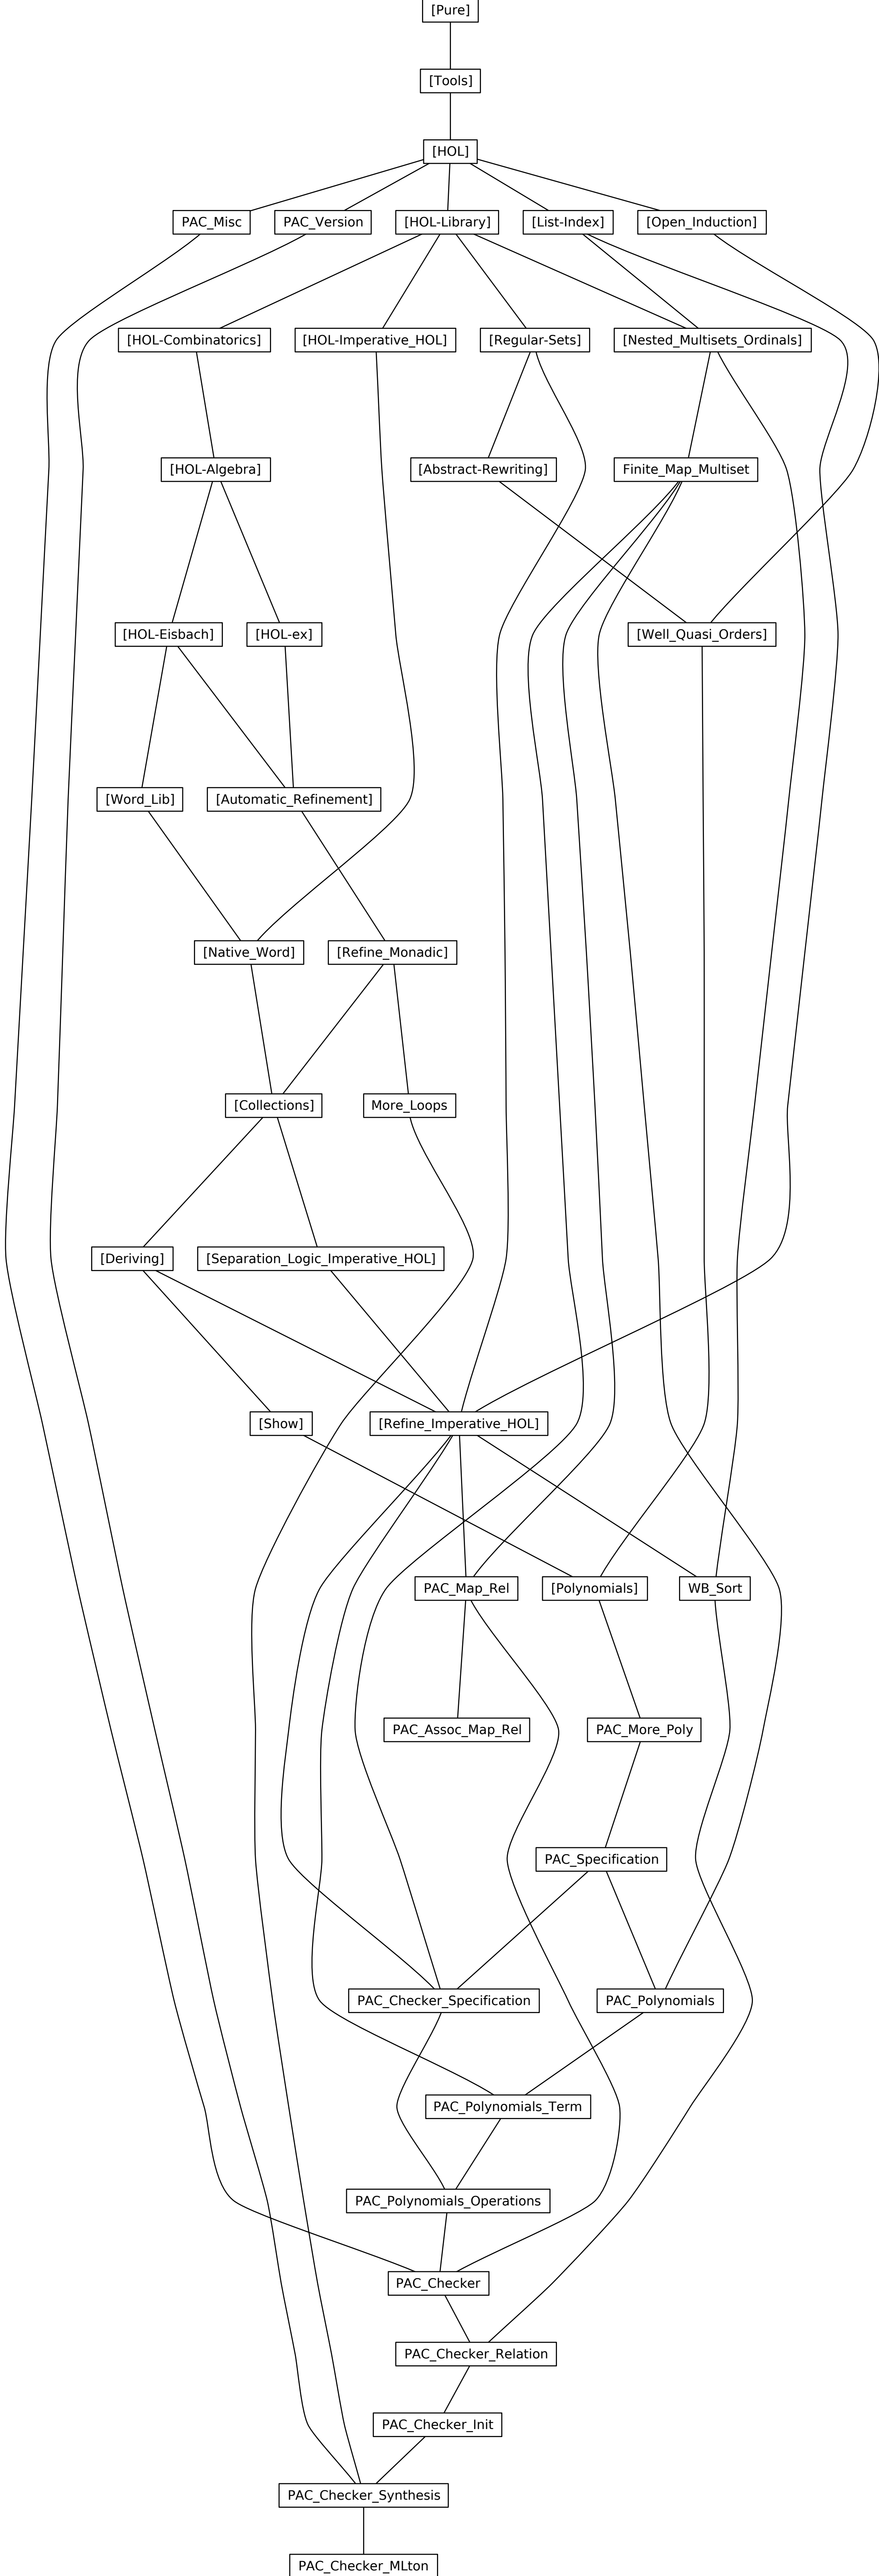 [Pure]
[Tools]
[HOL]
PAC_Misc
PAC_Version
[HOL-Library]
[List-Index]
[Open_Induction]
[HOL-Combinatorics]
[HOL-Imperative_HOL]
[Regular-Sets]
[Nested_Multisets_Ordinals]
[HOL-Algebra]
[Abstract-Rewriting]
Finite_Map_Multiset
[HOL-Eisbach]
[HOL-ex]
[Well_Quasi_Orders]
[Word_Lib]
[Automatic_Refinement]
[Native_Word]
[Refine_Monadic]
[Collections]
More_Loops
[Deriving]
[Separation_Logic_Imperative_HOL]
[Show]
[Refine_Imperative_HOL]
PAC_Map_Rel
[Polynomials]
WB_Sort
PAC_Assoc_Map_Rel
PAC_More_Poly
PAC_Specification
PAC_Checker_Specification
PAC_Polynomials
PAC_Polynomials_Term
PAC_Polynomials_Operations
PAC_Checker
PAC_Checker_Relation
PAC_Checker_Init
PAC_Checker_Synthesis
PAC_Checker_MLton